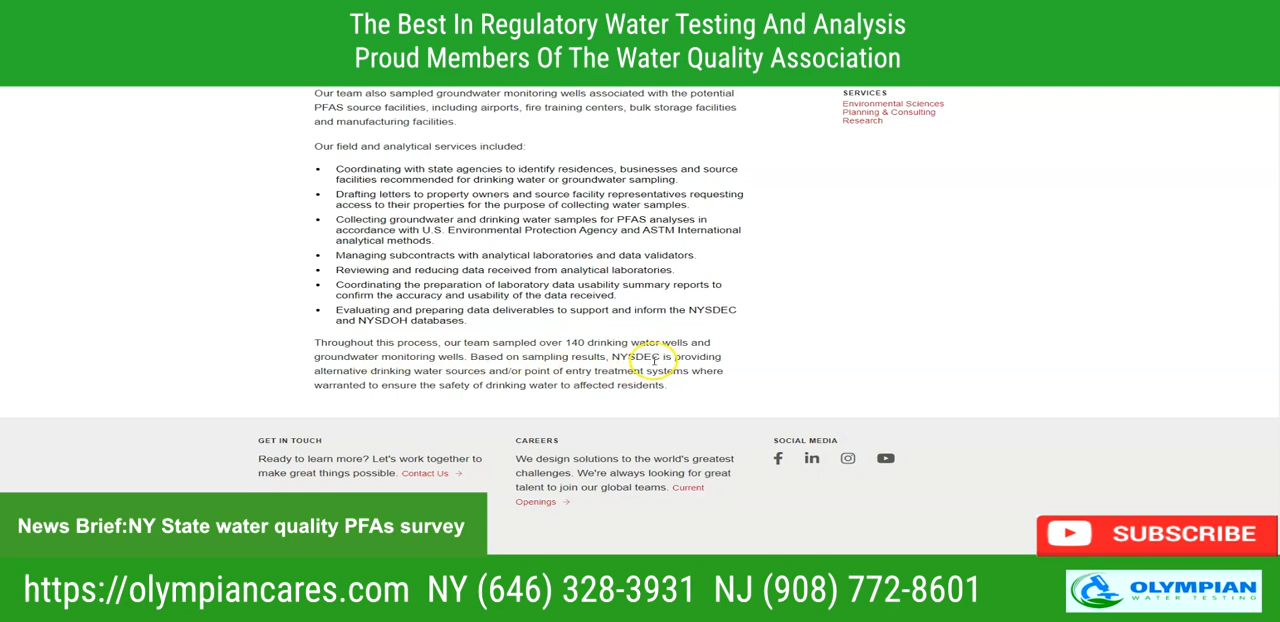 The Best In Regulatory Water Testing And Analysis
Proud Members Of The Water Quality Association
Our team also sampled groundwater monitoring wells associated with the potential
PFAS source facilities, including airports, fire training centers, bulk storage facilities
and manufacturing facilities.
Our field and analytical services included:
• Coordinating with state agencies to identify residences, businesses and source
facilities recommended for drinking water or groundwater sampling.
• Drafting letters to property owners and source facility representatives requesting
access to their properties for the purpose of collecting water samples.
• Collecting groundwater and drinking water samples for PFAS analyses in
accordance with U.S. Environmental Protection Agency and ASTM International
analytical methods.
• Managing subcontracts with analytical laboratories and data validators.
• Reviewing and reducing data received from analytical laboratories.
• Coordinating the preparation of laboratory data usability summary reports to
confirm the accuracy and usability of the data received.
• Evaluating and preparing data deliverables to support and inform the NYSDEC
and NYSDOH databases.
Throughout this process, our team sampled over 140 drinking water wells and
groundwater monitoring wells. Based on sampling results, NYSDEC is providing
alternative drinking water sources and/or point of entry treatment systems where
warranted to ensure the safety of drinking water to affected residents.
SERVICES
Environmental Sciences
Planning & Consulting
Research
GET IN TOUCH
Ready to learn more? Let's work together to
make great things possible. Contact Us →
CAREERS
We design solutions to the world's greatest
challenges. We're always looking for great
talent to join our global teams. Current
Openings →
SOCIAL MEDIA
News Brief:NY State water quality PFAs survey
SUBSCRIBE
https://olympiancares.com NY (646) 328-3931 NJ (908) 772-8601
OLYMPIAN
WATER TESTING